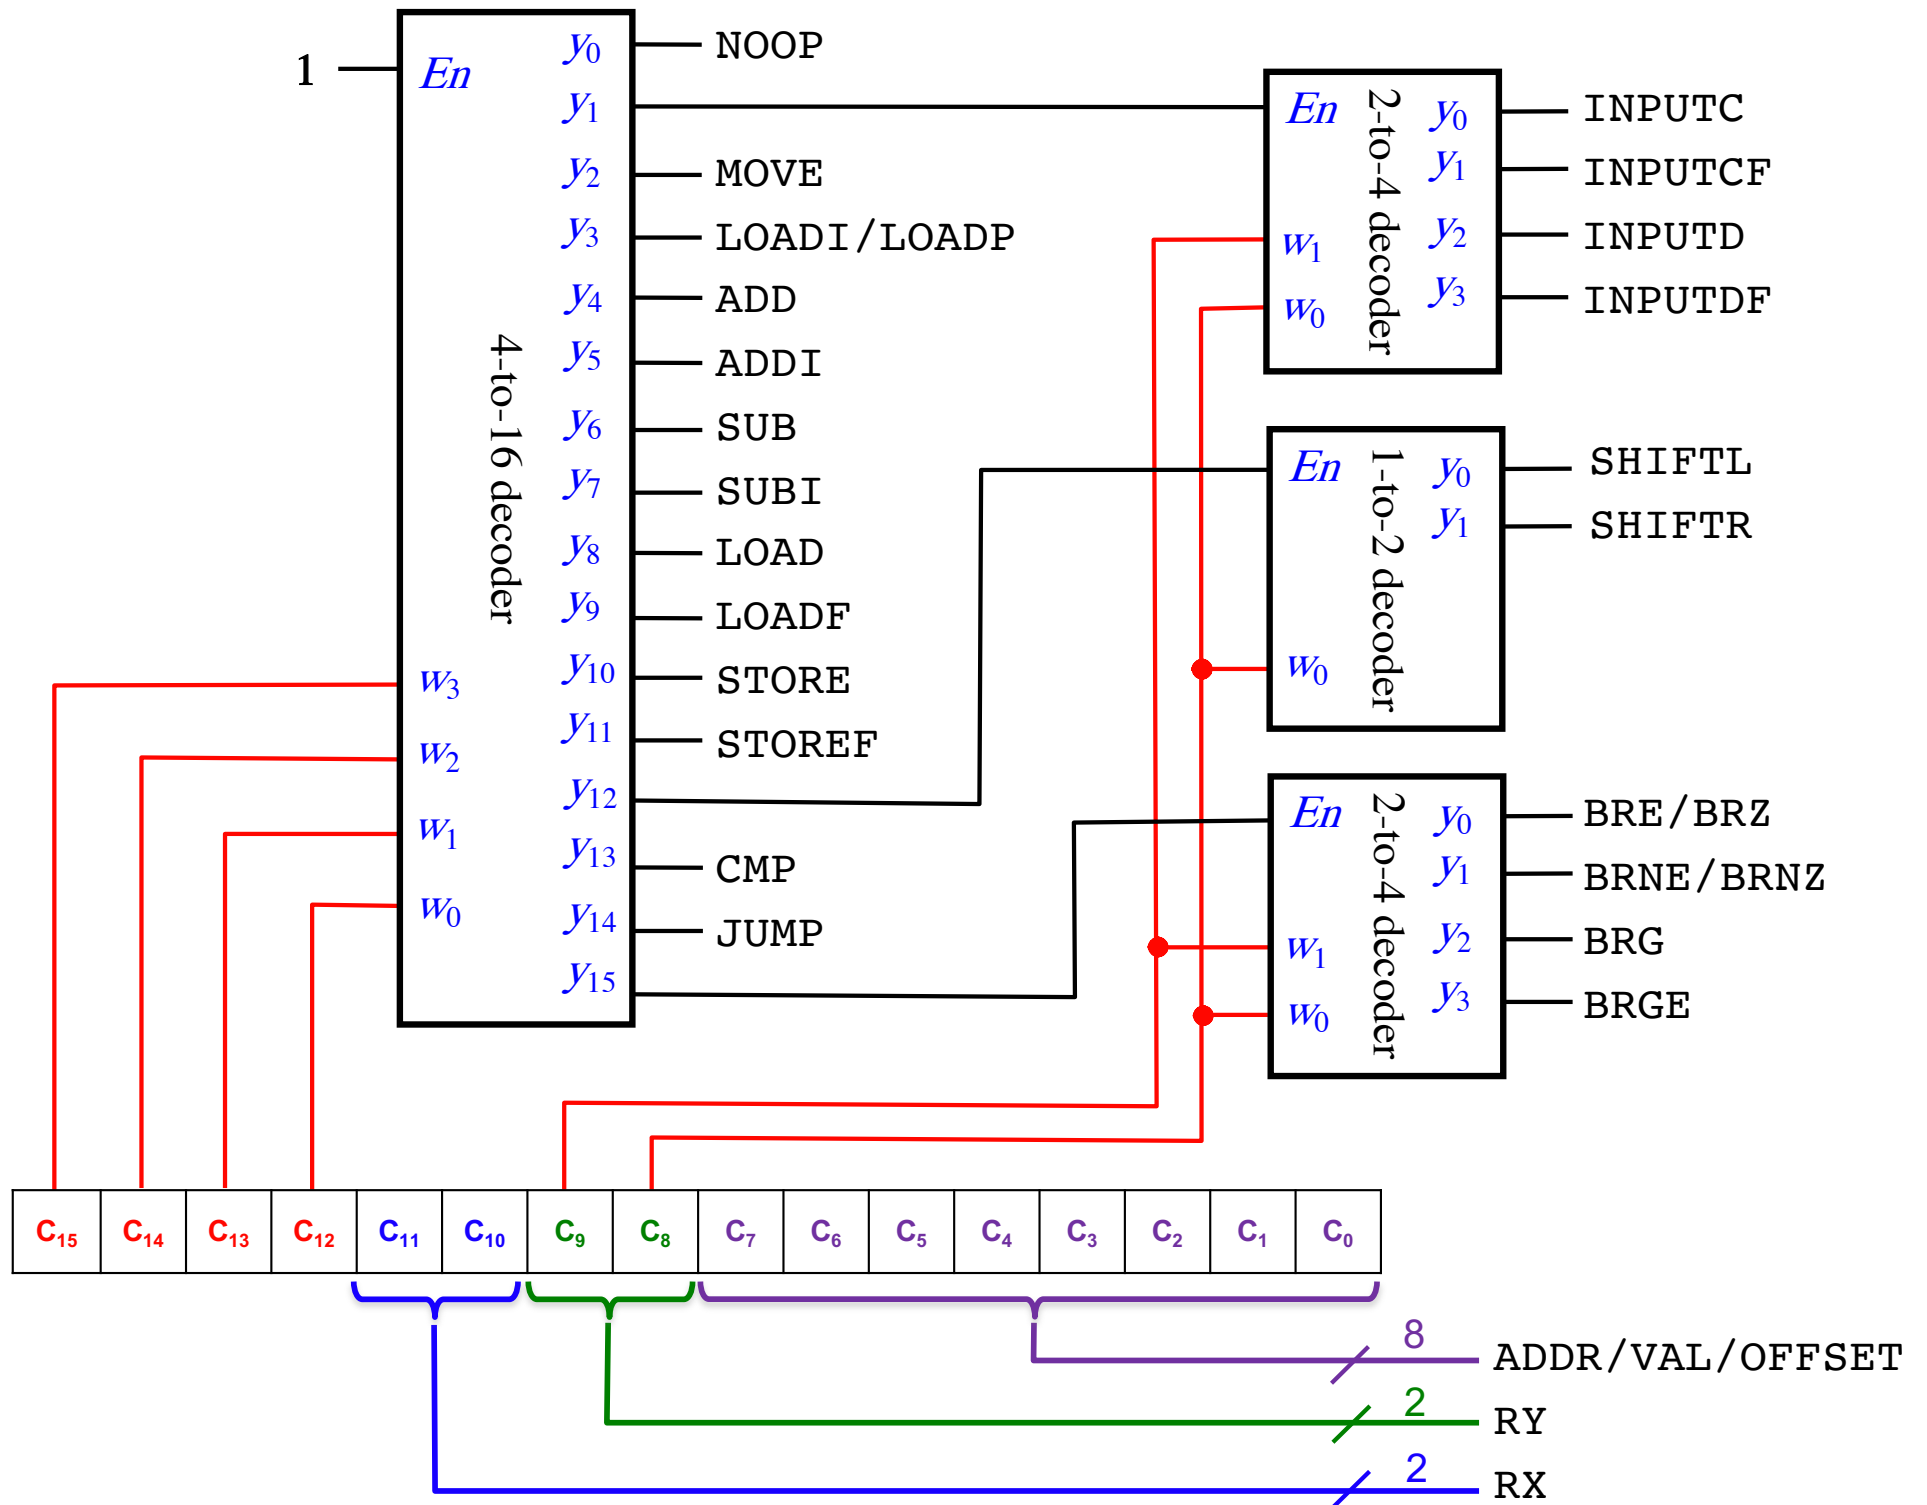 1
En
4-to-16 decoder
w3
w2
w1
w0
y0 NOOP
y1
y2 MOVE
y3 LOADI/LOADP
y4 ADD
y5 ADDI
y6 SUB
y7 SUBI
y8 LOAD
y9 LOADF
y10 STORE
y11 STOREF
y12
y13 CMP
y14 JUMP
y15
En
w1
w0
2-to-4 decoder
y0 INPUTC
y1 INPUTCF
y2 INPUTD
y3 INPUTDF
En
w0
1-to-2 decoder
y0 SHIFTL
y1 SHIFTR
En
w1
w0
2-to-4 decoder
y0 BRE/BRZ
y1 BRNE/BRNZ
y2 BRG
y3 BRGE
C15 C14 C13 C12 C11 C10 C9 C8 C7 C6 C5 C4 C3 C2 C1 C0
8 ADDR/VAL/OFFSET
2 RY
2 RX